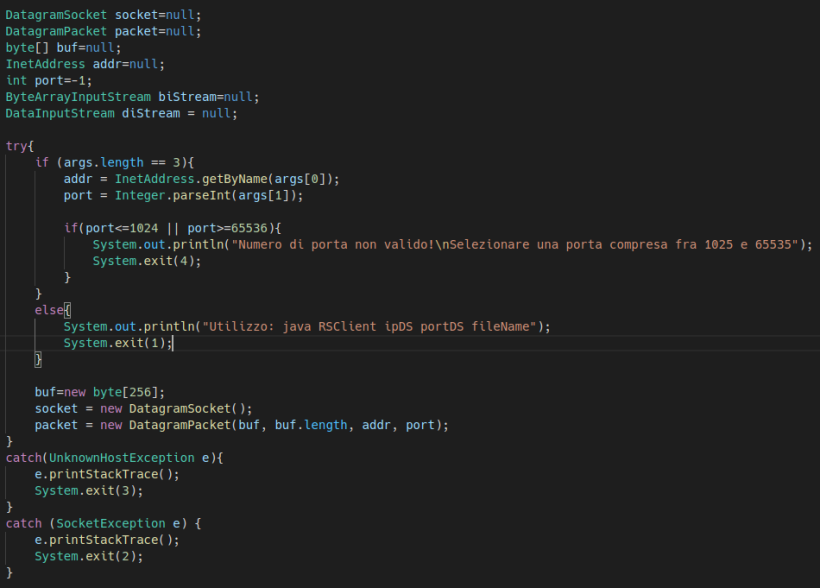 DatagramSocket socket=null;
DatagramPacket packet=null;
byte[] buf=null;
InetAddress addr=null;
int port=-1;
ByteArrayInputStream biStream=null;
DataInputStream diStream = null;

try{
    if (args.length == 3){
        addr = InetAddress.getByName(args[0]);
        port = Integer.parseInt(args[1]);

        if(port<=1024 || port>=65536){
            System.out.println("Numero di porta non valido!\nSelezionare una porta compresa fra 1025 e 65535");
            System.exit(4);
        }
    }
    else{
        System.out.println("Utilizzo: java RSClient ipDS portDS fileName");
        System.exit(1);
    }

    buf=new byte[256];
    socket = new DatagramSocket();
    packet = new DatagramPacket(buf, buf.length, addr, port);
}
catch(UnknownHostException e){
    e.printStackTrace();
    System.exit(3);
}
catch (SocketException e) {
    e.printStackTrace();
    System.exit(2);
}